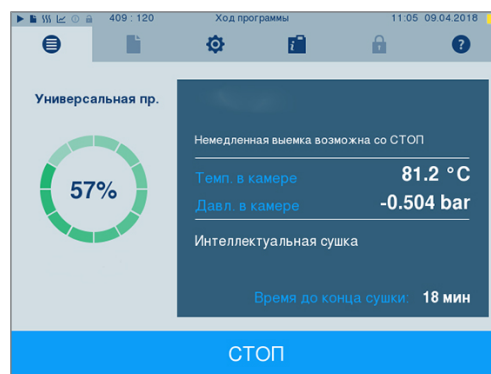 409 : 120 Ход программы 11:05 09.04.2018
Универсальная пр.
57%
Немедленная выемка возможна со СТОП
Темп. в камере 81.2 °C
Давл. в камере -0.504 bar
Интеллектуальная сушка
Время до конца сушки: 18 мин
СТОП